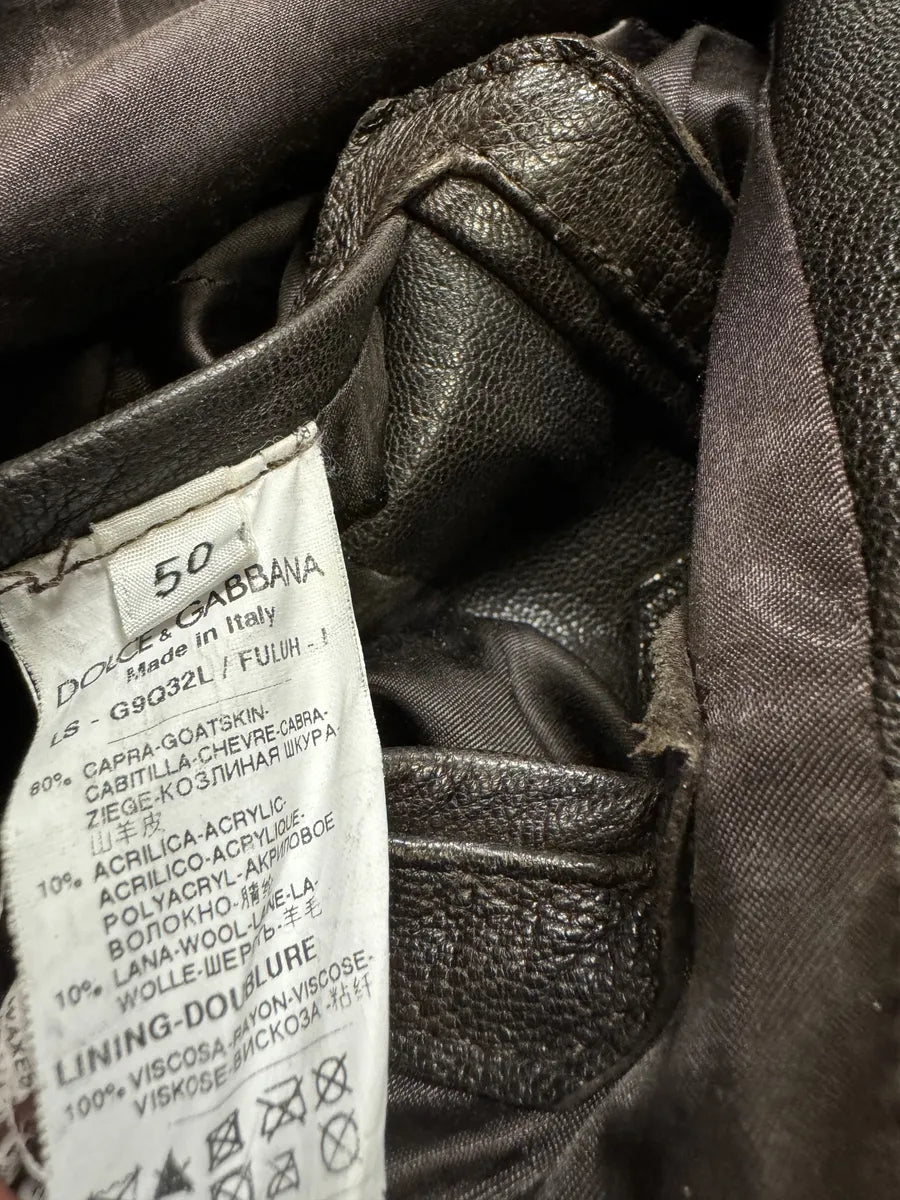 50
DOLCE & GABBANA
Made in Italy
LS - G9Q32L / FULUH -
80% CAPRA-GOATSKIN-
CABITILLA-CHEVRE-CABRA-
ZIEGE-КОЗЛИНАЯ ШКУРА-
山羊皮
10% ACRILICA-ACRYLIC-
ACRILICO-ACRYLIQUE-
POLYACRYL-АКРИЛОВОЕ
ВОЛОКНО-腈纶
10% LANA-WOOL-LAINE-LA-
WOLLE-ШЕРСТЬ-羊毛
LINING-DOUBLURE
100% VISCOSA-RAYON-VISCOSE-
VISKOSE-ВИСКОЗА-粘纤